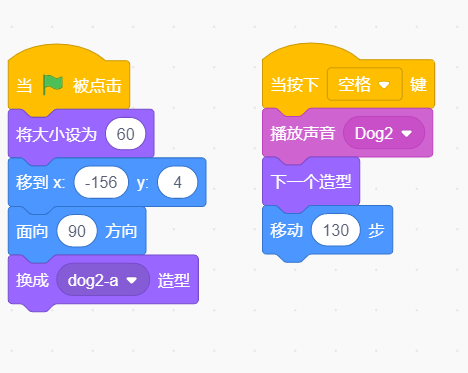 当 被点击
将大小设为 60
移到 x: -156 y: 4
面向 90 方向
换成 dog2-a 造型
当按下 空格 键
播放声音 Dog2
下一个造型
移动 130 步